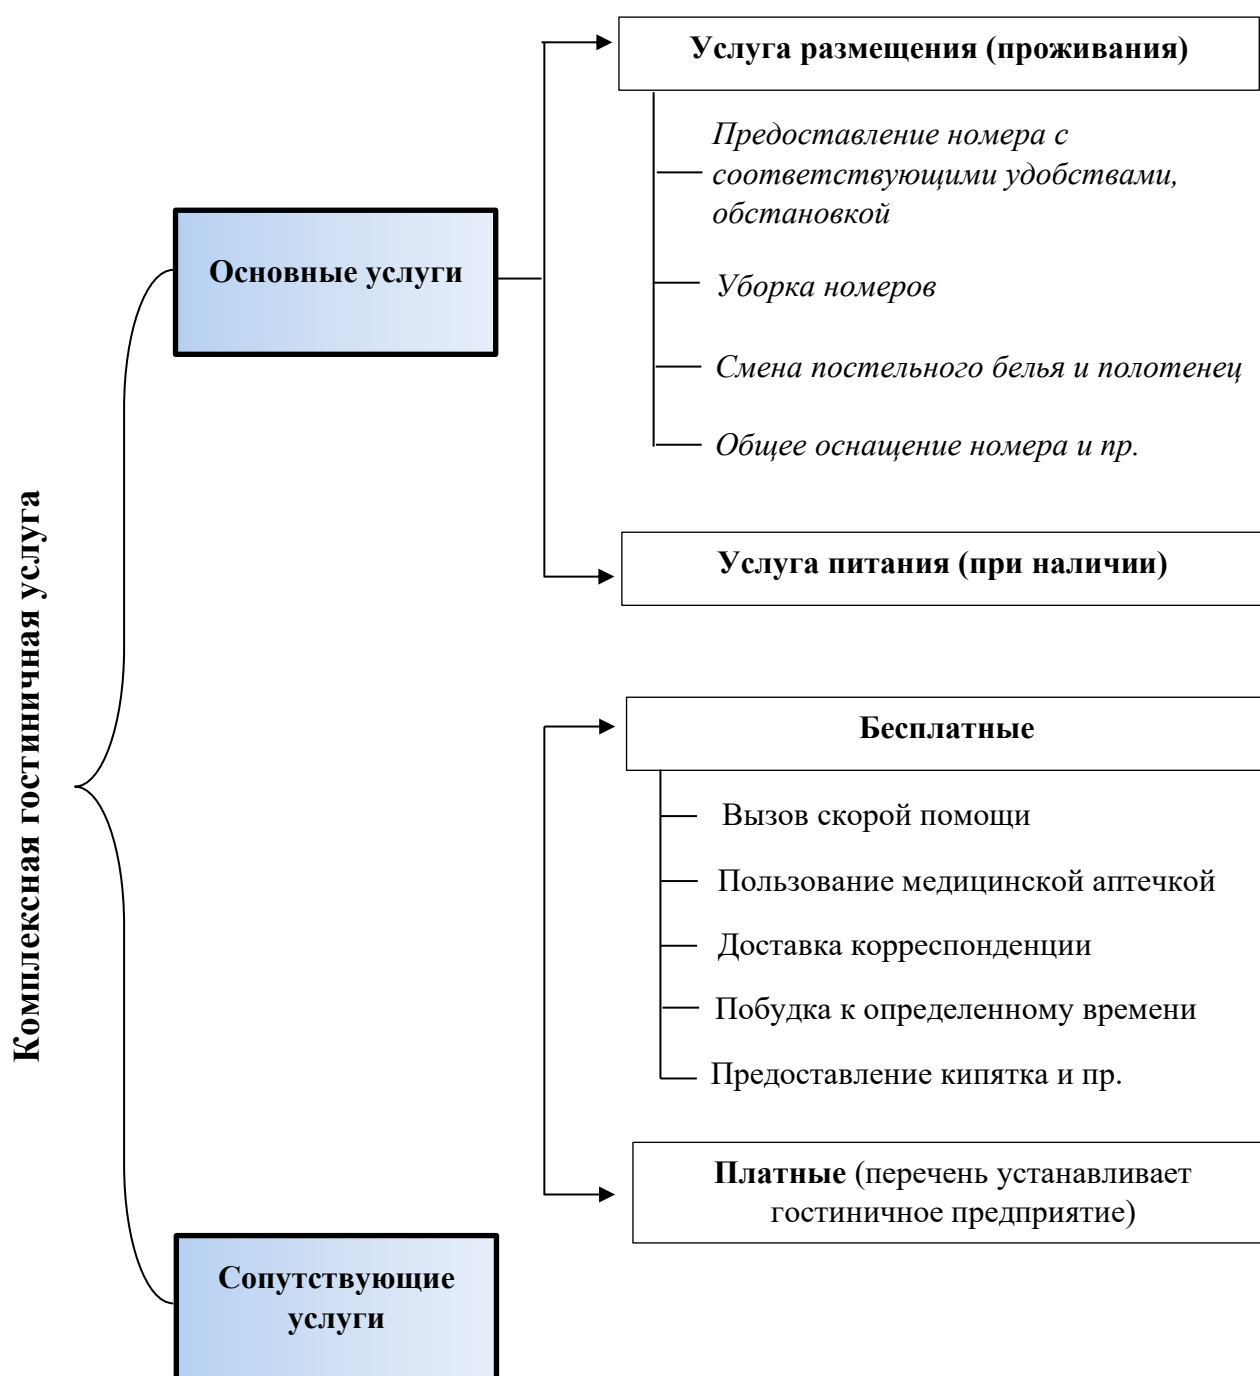 Комплексная гостиничная услуга
Основные услуги
Услуга размещения (проживания)
Предоставление номера с
соответствующими удобствами,
обстановкой
Уборка номеров
Смена постельного белья и полотенец
Общее оснащение номера и пр.
Услуга питания (при наличии)
Сопутствующие
услуги
Бесплатные
Вызов скорой помощи
Пользование медицинской аптечкой
Доставка корреспонденции
Побудка к определенному времени
Предоставление кипятка и пр.
Платные (перечень устанавливает
гостиничное предприятие)